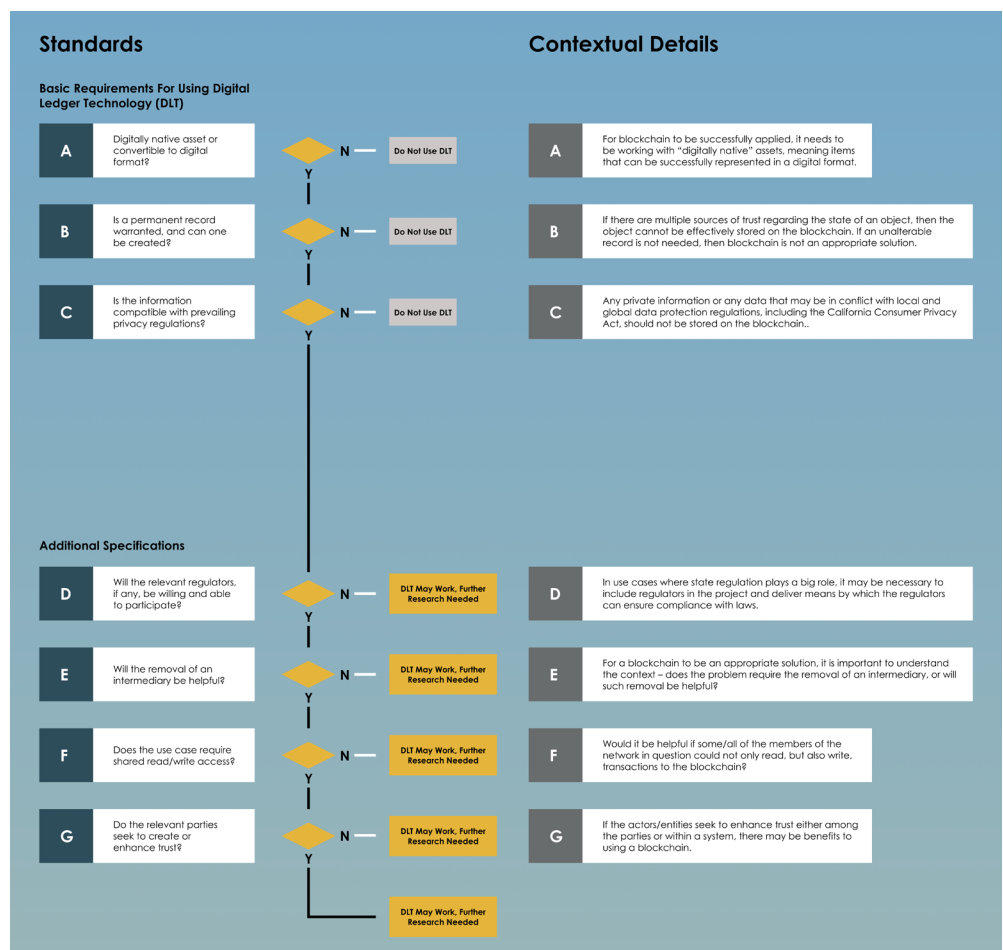 Standards
Contextual Details
Basic Requirements For Using Digital
Ledger Technology (DLT)
A
Digitally native asset or
convertible to digital
format?
N
Do Not Use DLT
Y
A
For blockchain to be successfully applied, it needs to
be working with “digitally native” assets, meaning items
that can be successfully represented in a digital format.
B
Is a permanent record
warranted, and can one
be created?
N
Do Not Use DLT
Y
B
If there are multiple sources of trust regarding the state of an object, then the
object cannot be effectively stored on the blockchain. If an unalterable
record is not needed, then blockchain is not an appropriate solution.
C
Is the information
compatible with prevailing
privacy regulations?
N
Do Not Use DLT
Y
C
Any private information or any data that may be in conflict with local and
global data protection regulations, including the California Consumer Privacy
Act, should not be stored on the blockchain..
Additional Specifications
D
Will the relevant regulators,
if any, be willing and able
to participate?
N
DLT May Work, Further
Research Needed
Y
D
In use cases where state regulation plays a big role, it may be necessary to
include regulators in the project and deliver means by which the regulators
can ensure compliance with laws.
E
Will the removal of an
intermediary be helpful?
N
DLT May Work, Further
Research Needed
Y
E
For a blockchain to be an appropriate solution, it is important to understand
the context – does the problem require the removal of an intermediary, or will
such removal be helpful?
F
Does the use case require
shared read/write access?
N
DLT May Work, Further
Research Needed
Y
F
Would it be helpful if some/all of the members of the
network in question could not only read, but also write,
transactions to the blockchain?
G
Do the relevant parties
seek to create or
enhance trust?
N
DLT May Work, Further
Research Needed
Y
G
If the actors/entities seek to enhance trust either among
the parties or within a system, there may be benefits to
using a blockchain.
DLT May Work, Further
Research Needed